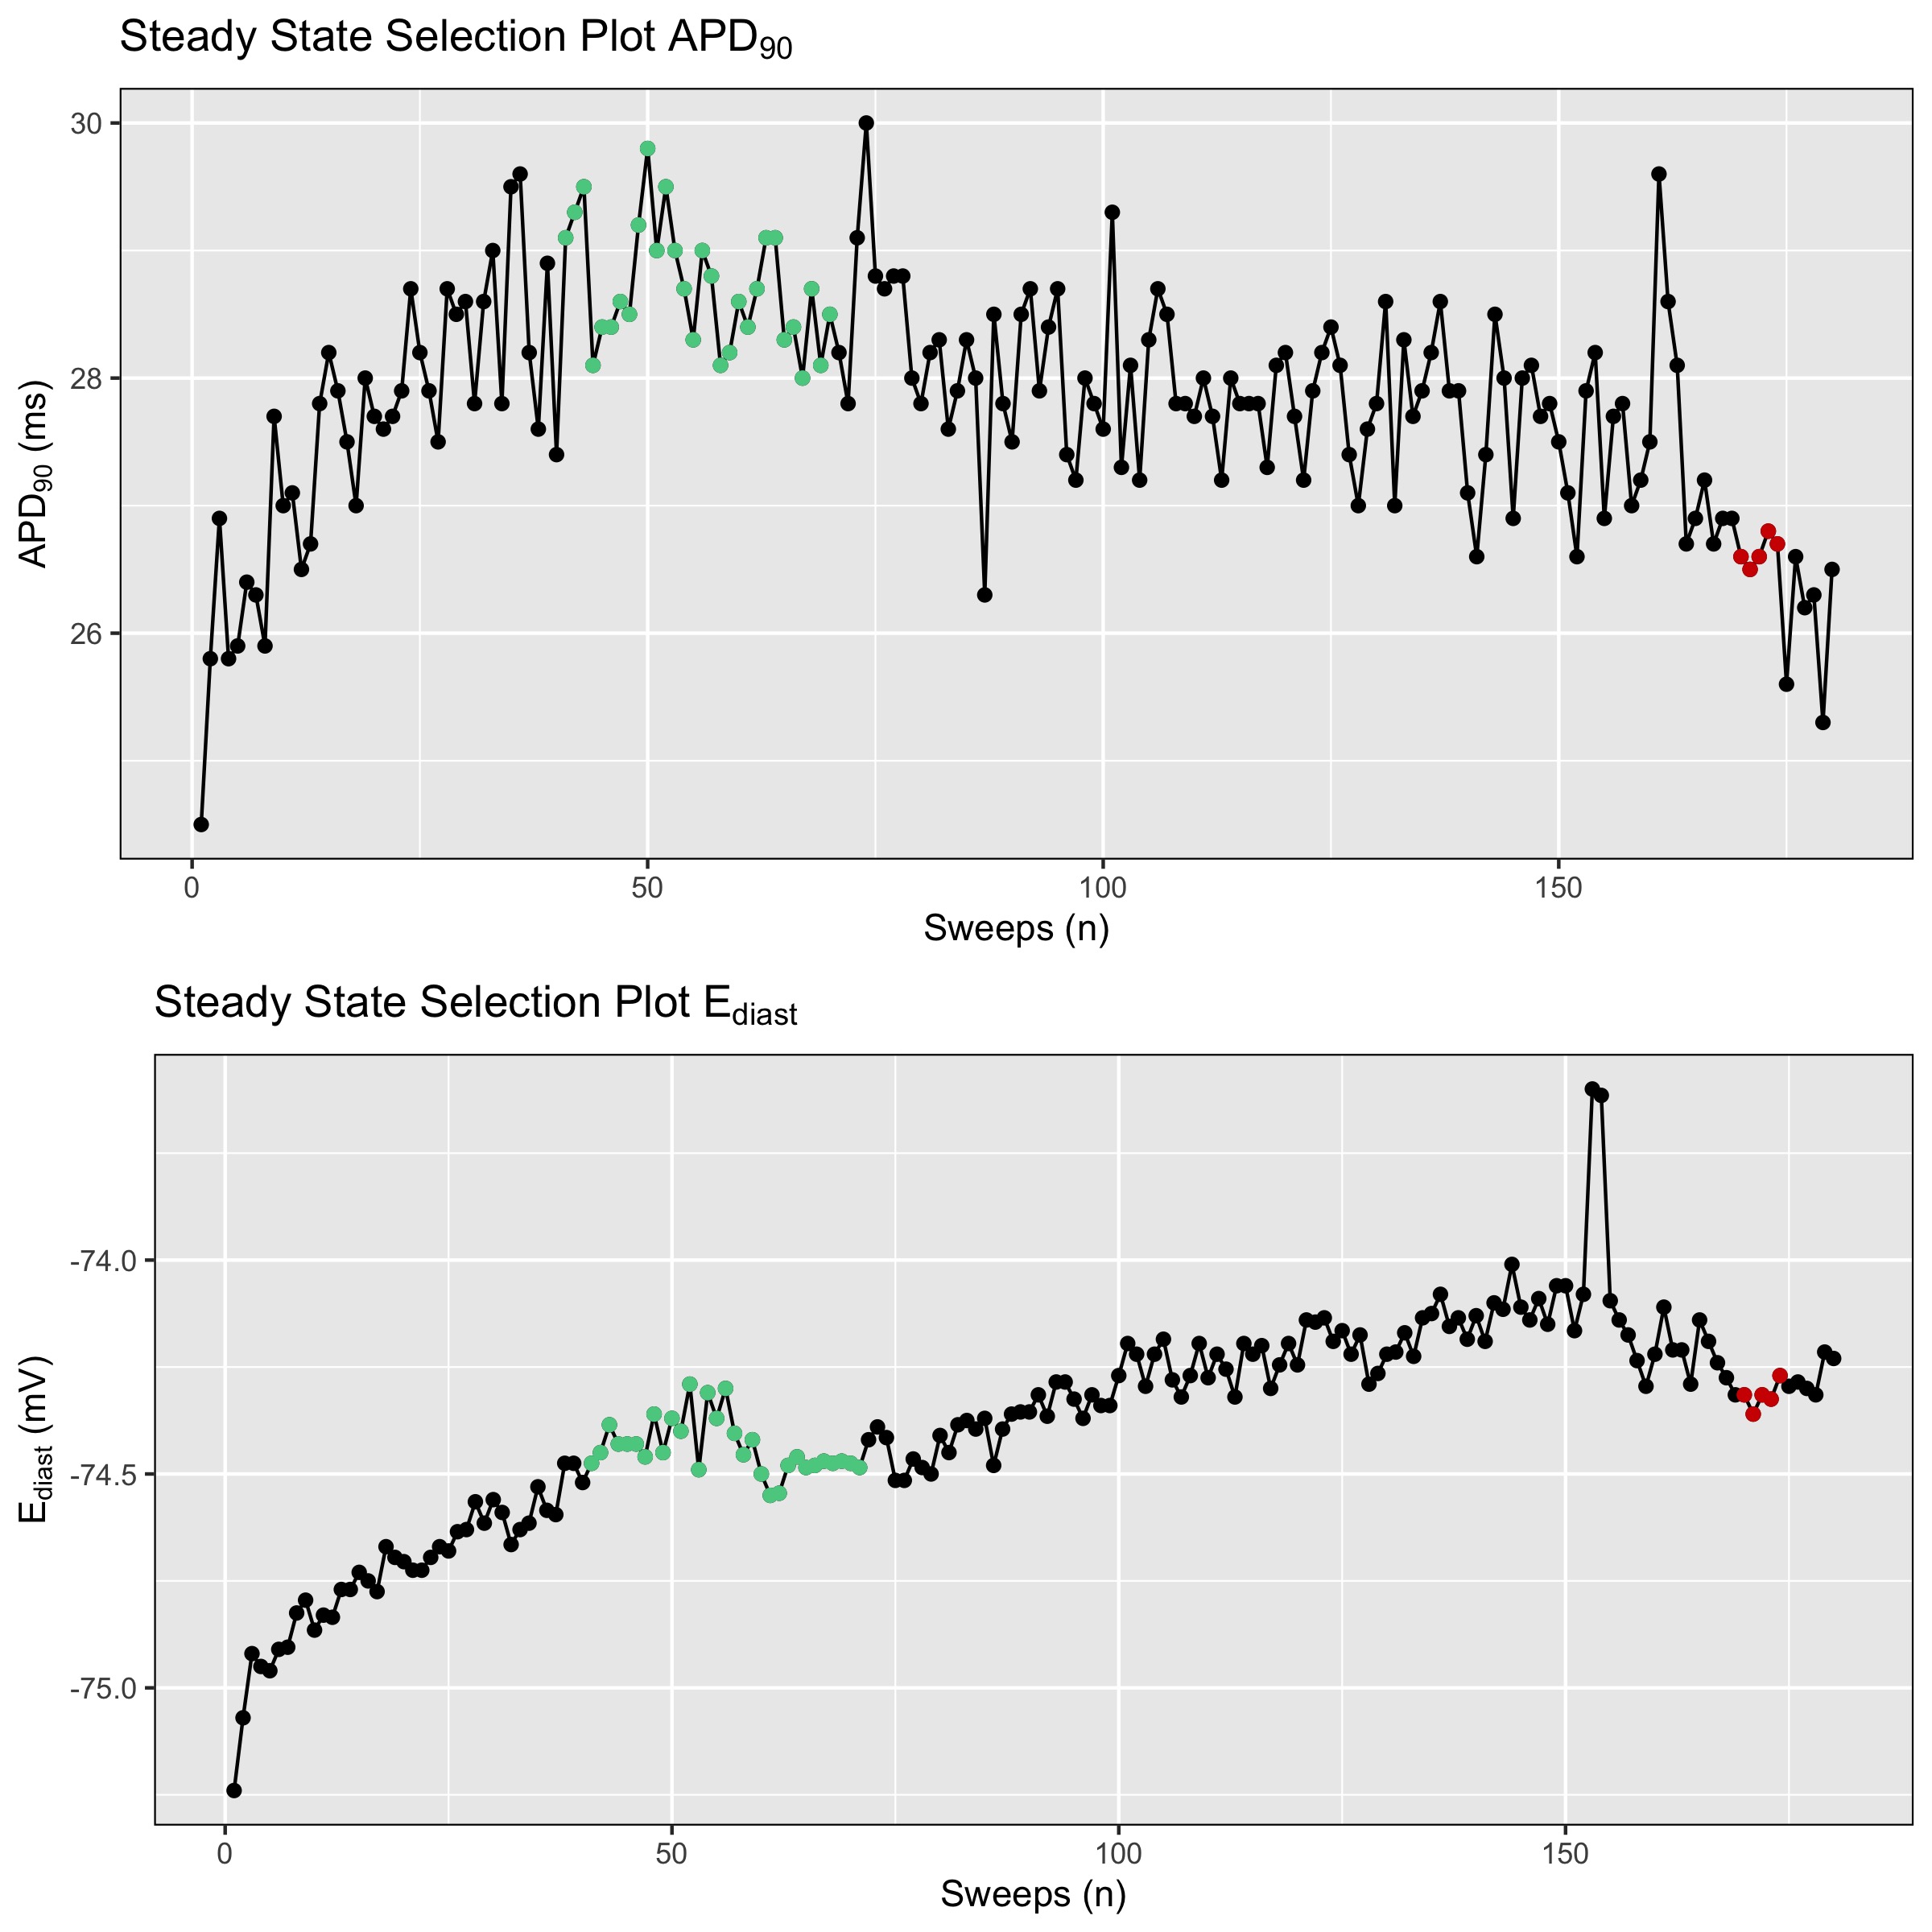 Steady State Selection Plot APD90
30
28
26
APD90 (ms)
0 50 100 150
Sweeps (n)
Steady State Selection Plot Ediast
-74.0
-74.5
-75.0
Ediast (mV)
0 50 100 150
Sweeps (n)